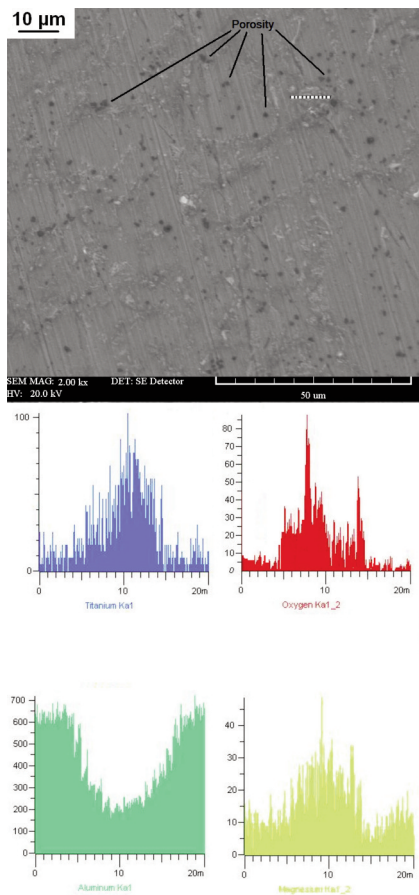 10 µm
Porosity
SEM MAG: 2.00 kx DET: SE Detector
HV: 20.0 kV 50 um
100
0
0 10 20m
Titanium Ka1
80
70
60
50
40
30
20
10
0
0 10 20m
Oxygen Ka1_2
700
600
500
400
300
200
100
0
0 10 20m
Aluminum Ka1
40
30
20
10
0
0 10 20m
Magnesium Ka1_2